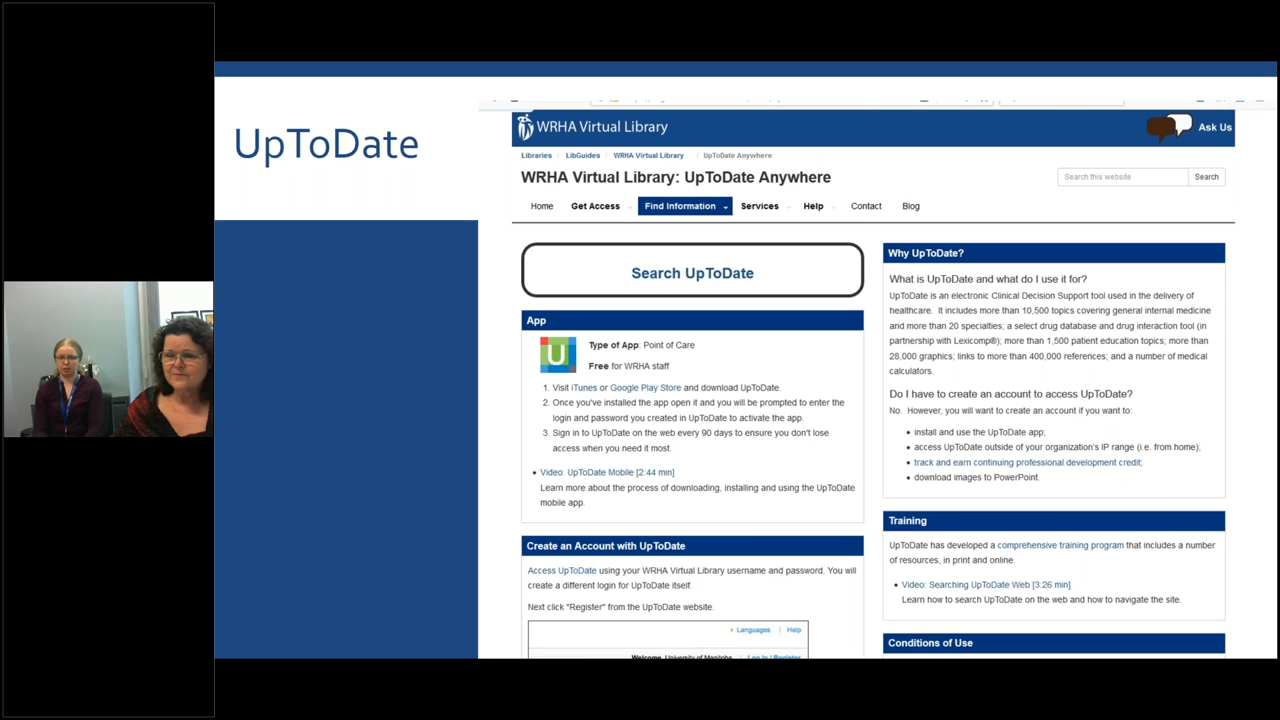 UpToDate
WRHA Virtual Library
Ask Us
Libraries / LibGuides / WRHA Virtual Library / UpToDate Anywhere
WRHA Virtual Library: UpToDate Anywhere
Search this website
Search
Home
Get Access
Find Information
Services
Help
Contact
Blog
Search UpToDate
App
Type of App: Point of Care
Free for WRHA staff
1. Visit iTunes or Google Play Store and download UpToDate.
2. Once you've installed the app open it and you will be prompted to enter the
login and password you created in UpToDate to activate the app.
3. Sign in to UpToDate on the web every 90 days to ensure you don't lose
access when you need it most.
• Video: UpToDate Mobile [2:44 min]
Learn more about the process of downloading, installing and using the UpToDate
mobile app.
Create an Account with UpToDate
Access UpToDate using your WRHA Virtual Library username and password. You will
create a different login for UpToDate itself.
Next click "Register" from the UpToDate website.
Languages | Help
Welcome, University of Manitoba | Log In / Register
Why UpToDate?
What is UpToDate and what do I use it for?
UpToDate is an electronic Clinical Decision Support tool used in the delivery of
healthcare. It includes more than 10,500 topics covering general internal medicine
and more than 20 specialties; a select drug database and drug interaction tool (in
partnership with Lexicomp®); more than 1,500 patient education topics; more than
28,000 graphics; links to more than 400,000 references; and a number of medical
calculators.
Do I have to create an account to access UpToDate?
No. However, you will want to create an account if you want to:
• install and use the UpToDate app;
• access UpToDate outside of your organization's IP range (i.e. from home);
• track and earn continuing professional development credit;
• download images to PowerPoint.
Training
UpToDate has developed a comprehensive training program that includes a number
of resources, in print and online.
• Video: Searching UpToDate Web [3:26 min]
Learn how to search UpToDate on the web and how to navigate the site.
Conditions of Use